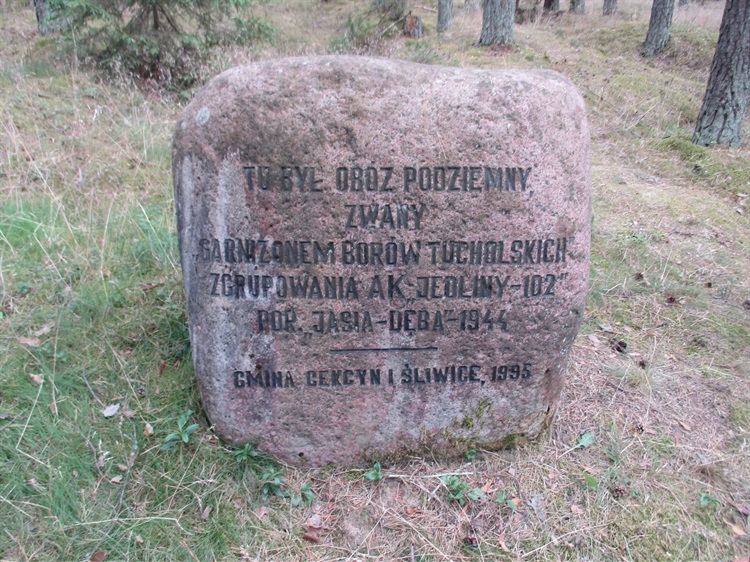 TU BYŁ OBÓZ PODZIEMNY,
ZWANY
„GARNIZONEM BORÓW TUCHOLSKICH
ZGRUPOWANIA AK„JEDLINY-102”
POR.„JASIA-DĘBA”-1944
GMINA CEKCYN I ŚLIWICE, 1995